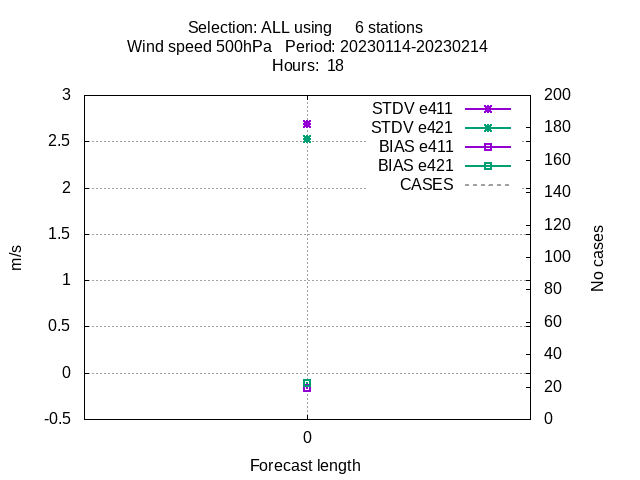 Selection: ALL using 6 stations
Wind speed 500hPa Period: 20230114-20230214
Hours: 18
3
2.5
2
1.5
1
0.5
0
-0.5
m/s
STDV e411
STDV e421
BIAS e411
BIAS e421
CASES
200
180
160
140
120
100
80
60
40
20
0
No cases
0
Forecast length